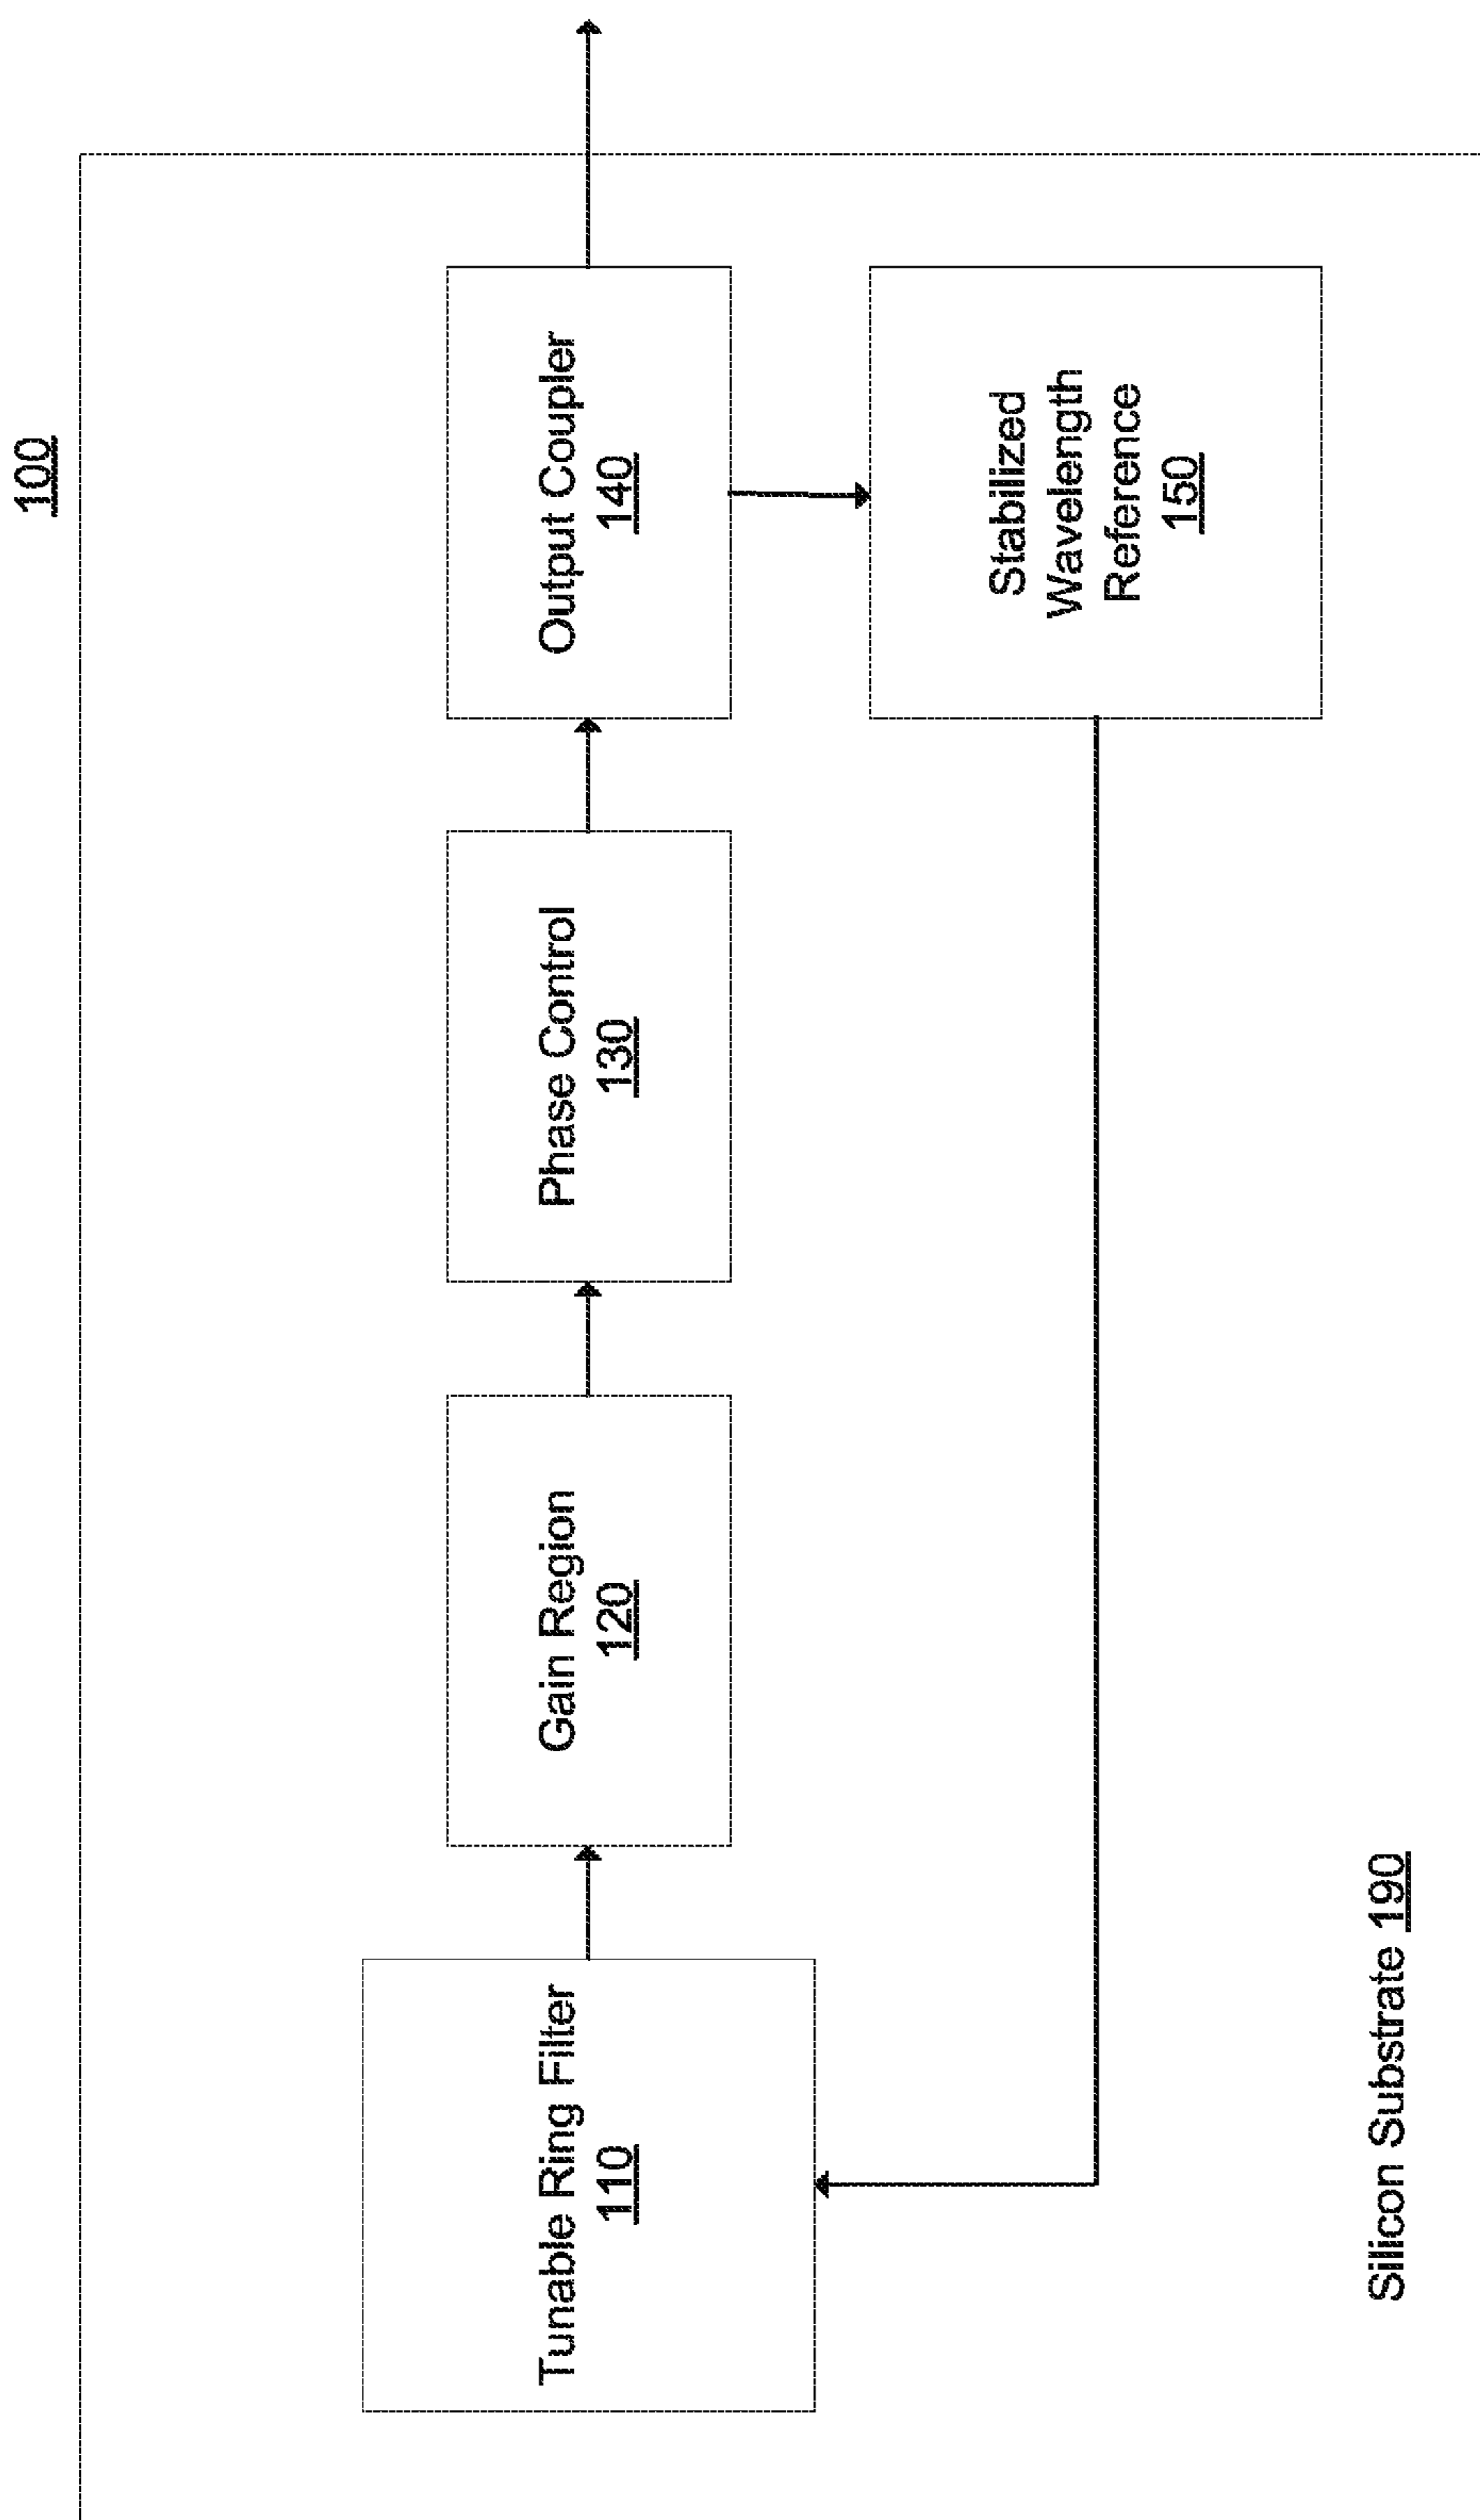 100
Tunable Ring Filter
110
Gain Region
120
Phase Control
130
Output Coupler
140
Stabilized
Wavelength
Reference
150
Silicon Substrate 190